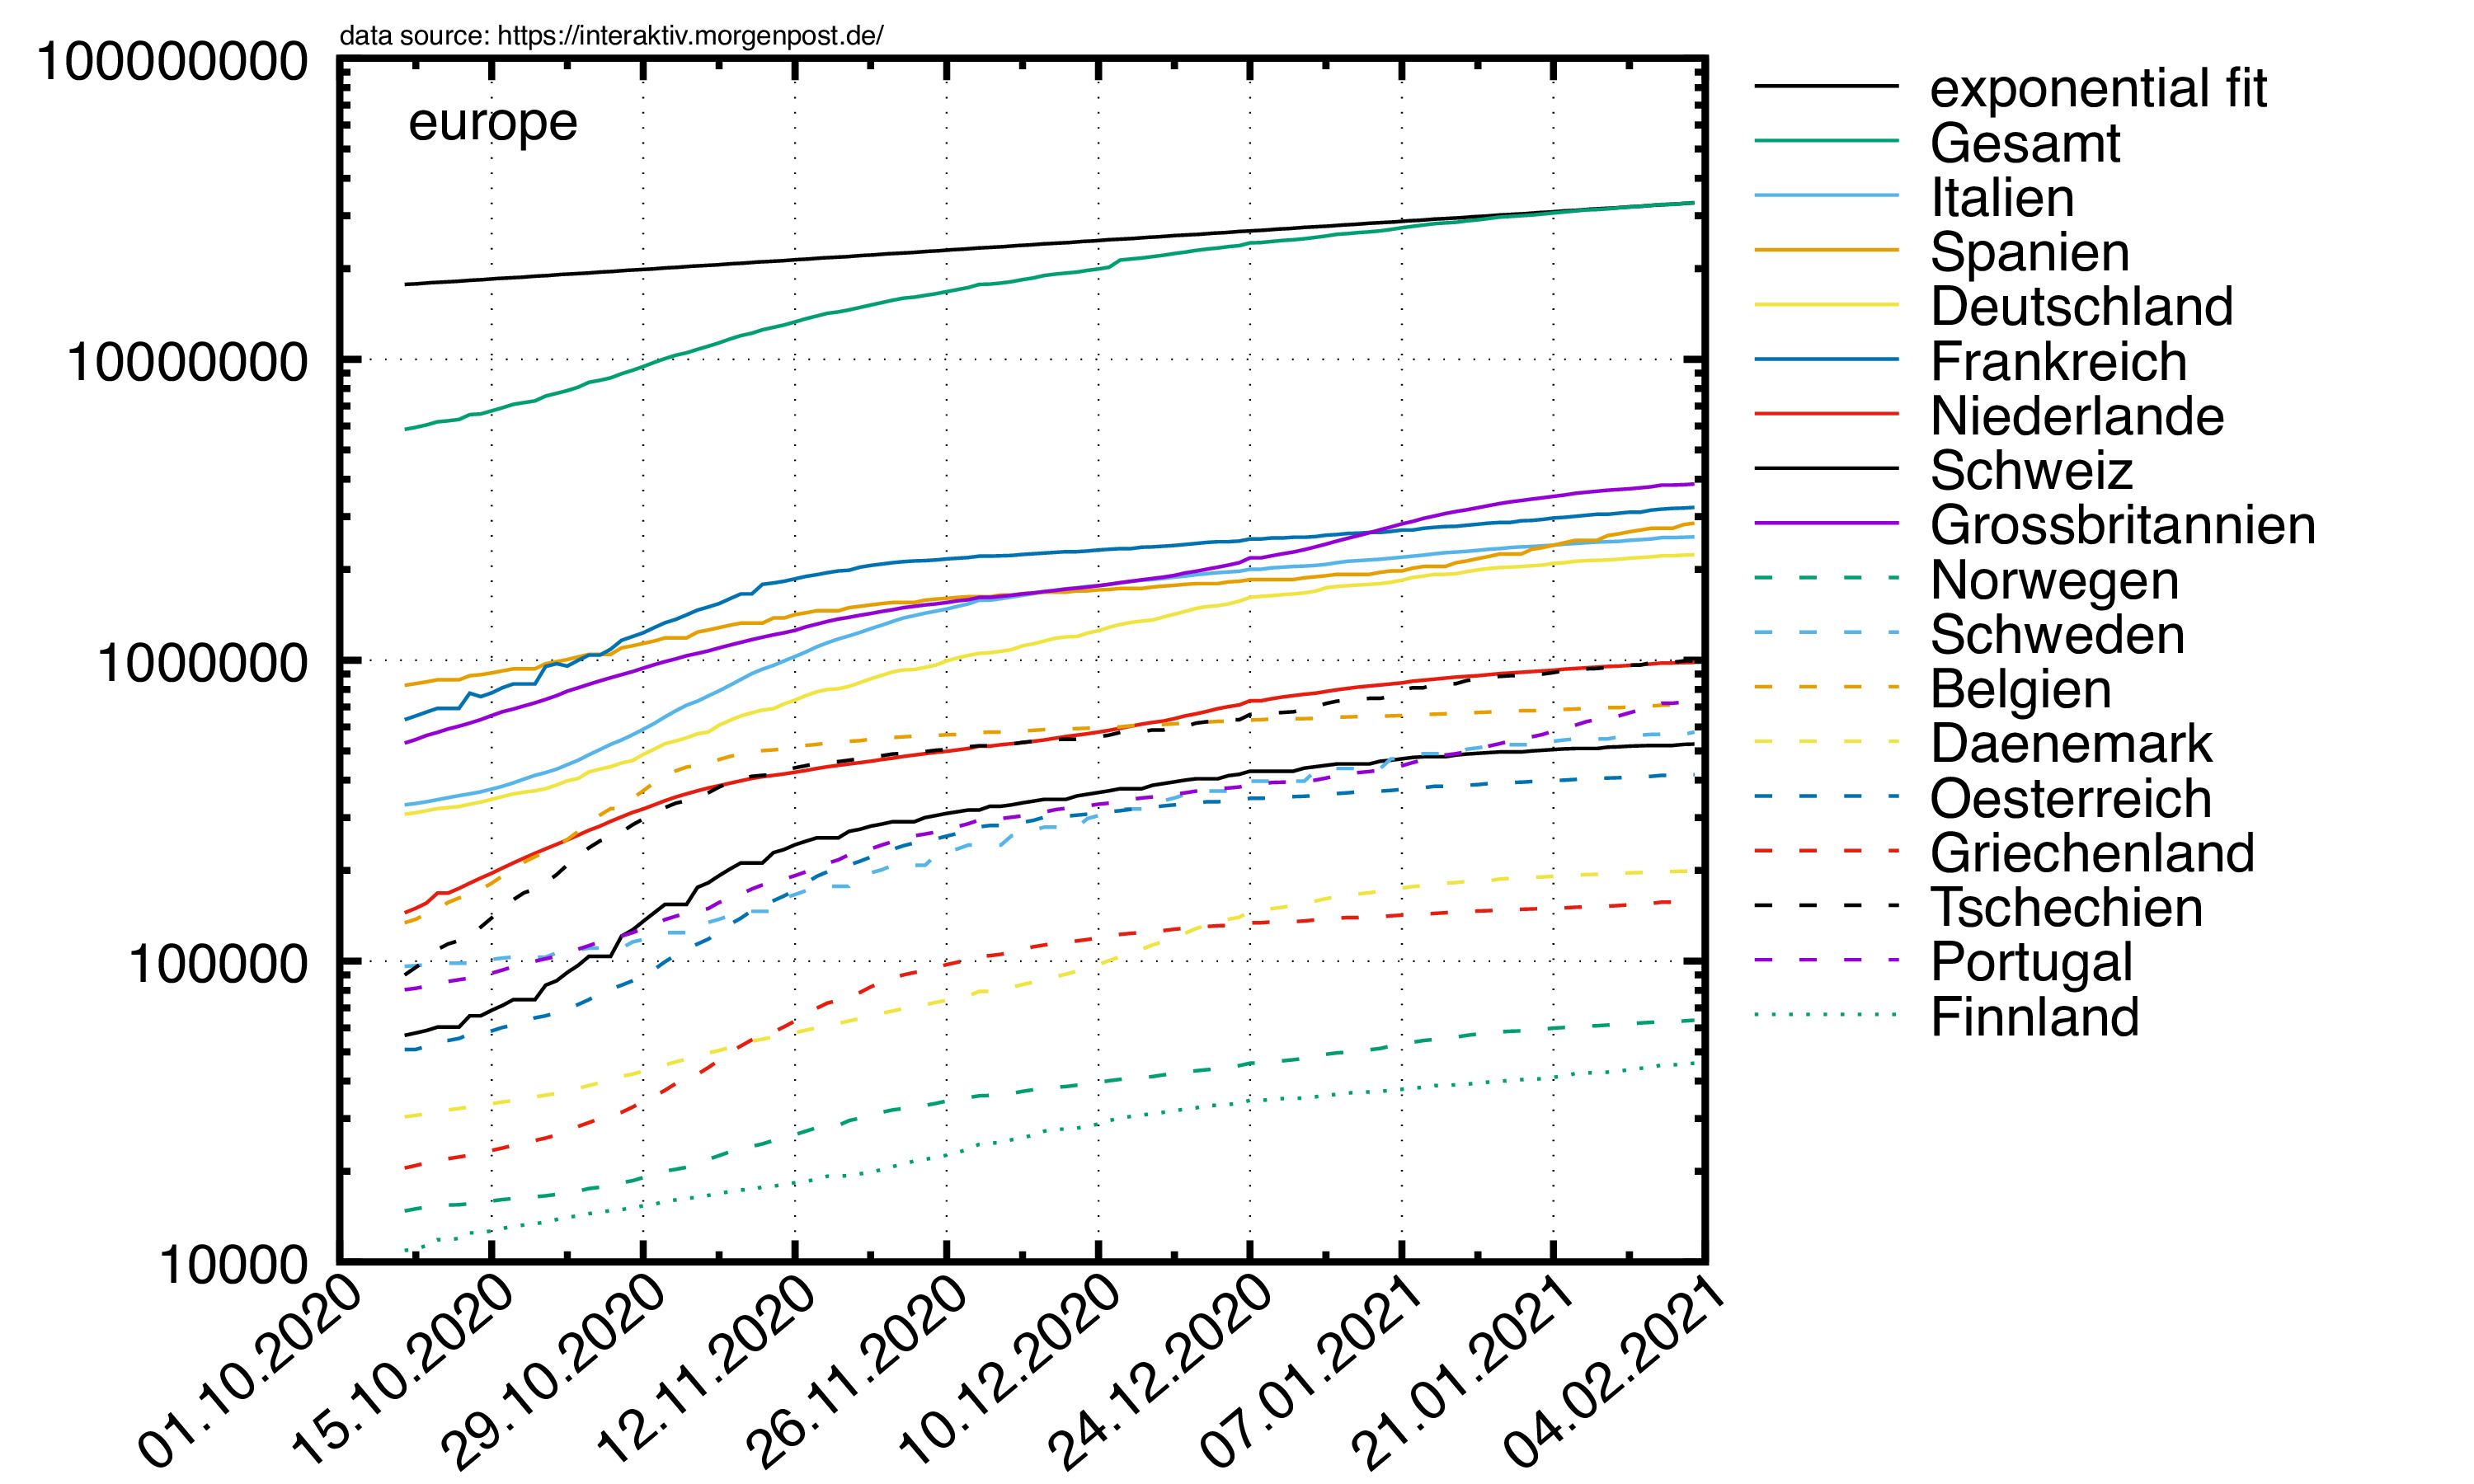 data source: https://interaktiv.morgenpost.de/
europe
100000000
10000000
1000000
100000
10000
01.10.2020
15.10.2020
29.10.2020
12.11.2020
26.11.2020
10.12.2020
24.12.2020
07.01.2021
21.01.2021
04.02.2021
exponential fit
Gesamt
Italien
Spanien
Deutschland
Frankreich
Niederlande
Schweiz
Grossbritannien
Norwegen
Schweden
Belgien
Daenemark
Oesterreich
Griechenland
Tschechien
Portugal
Finnland